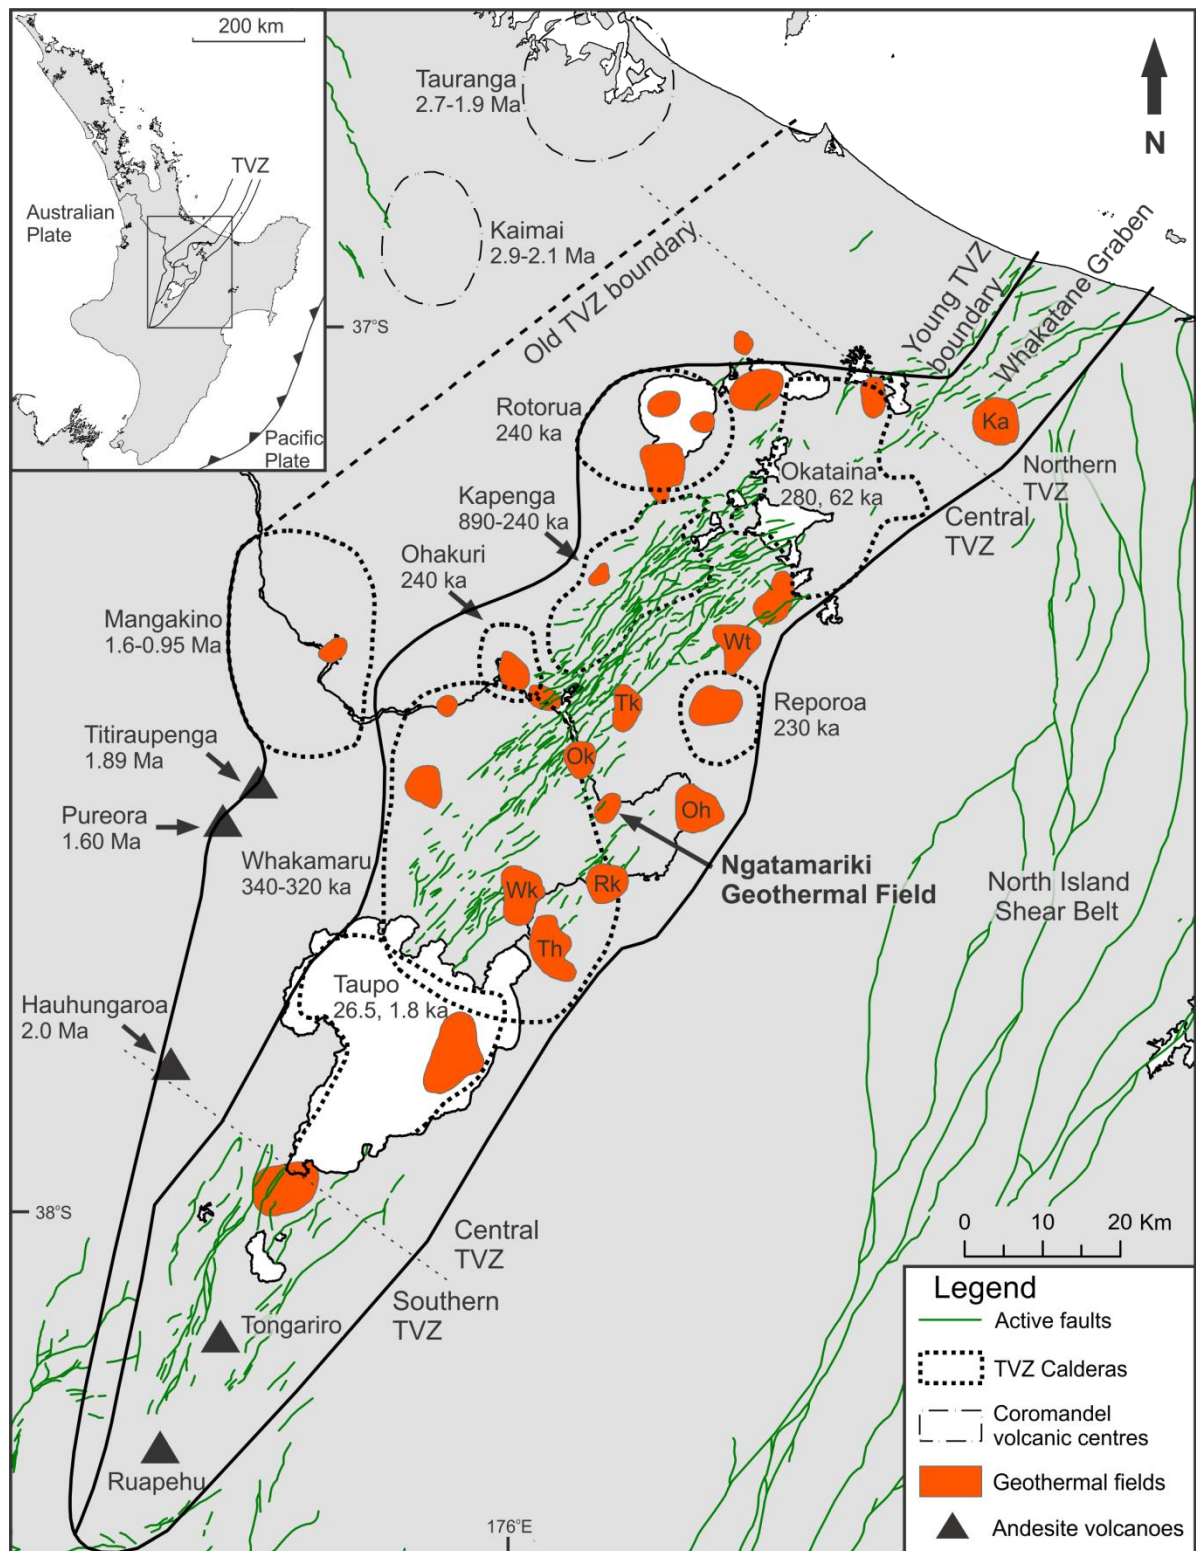 200 km
TVZ
Australian
Plate
Pacific
Plate
Tauranga
2.7-1.9 Ma
N
Kaimai
2.9-2.1 Ma
37°S
Old TVZ boundary
Young TVZ
boundary
Whakatane Graben
Rotorua
240 ka
Ka
Northern
TVZ
Okataina
280, 62 ka
Central
TVZ
Kapenga
890-240 ka
Ohakuri
240 ka
Mangakino
1.6-0.95 Ma
Wt
Tk
Reporoa
230 ka
Titiraupenga
1.89 Ma
Ok
Pureora
1.60 Ma
Oh
Whakamaru
340-320 ka
Ngatamariki
Geothermal Field
Wk
Rk
North Island
Shear Belt
Th
Taupo
26.5, 1.8 ka
Hauhungaroa
2.0 Ma
38°S
Central
TVZ
Southern
TVZ
0 10 20 Km
Tongariro
Ruapehu
176°E
Legend
Active faults
TVZ Calderas
Coromandel
volcanic centres
Geothermal fields
Andesite volcanoes